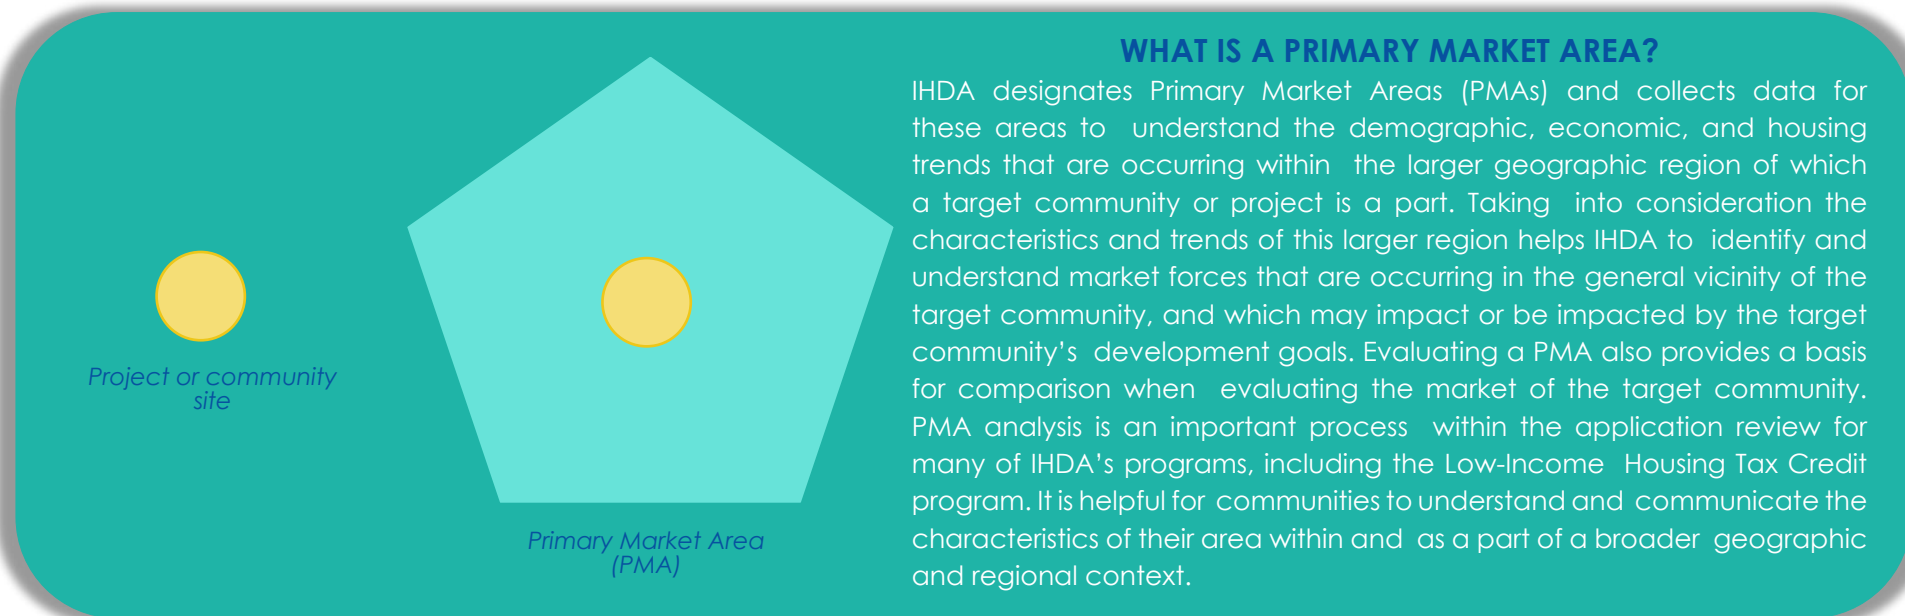 Project or community
site
Primary Market Area
(PMA)
WHAT IS A PRIMARY MARKET AREA?
IHDA designates Primary Market Areas (PMAs) and collects data for
these areas to understand the demographic, economic, and housing
trends that are occurring within the larger geographic region of which
a target community or project is a part. Taking into consideration the
characteristics and trends of this larger region helps IHDA to identify and
understand market forces that are occurring in the general vicinity of the
target community, and which may impact or be impacted by the target
community’s development goals. Evaluating a PMA also provides a basis
for comparison when evaluating the market of the target community.
PMA analysis is an important process within the application review for
many of IHDA’s programs, including the Low-Income Housing Tax Credit
program. It is helpful for communities to understand and communicate the
characteristics of their area within and as a part of a broader geographic
and regional context.